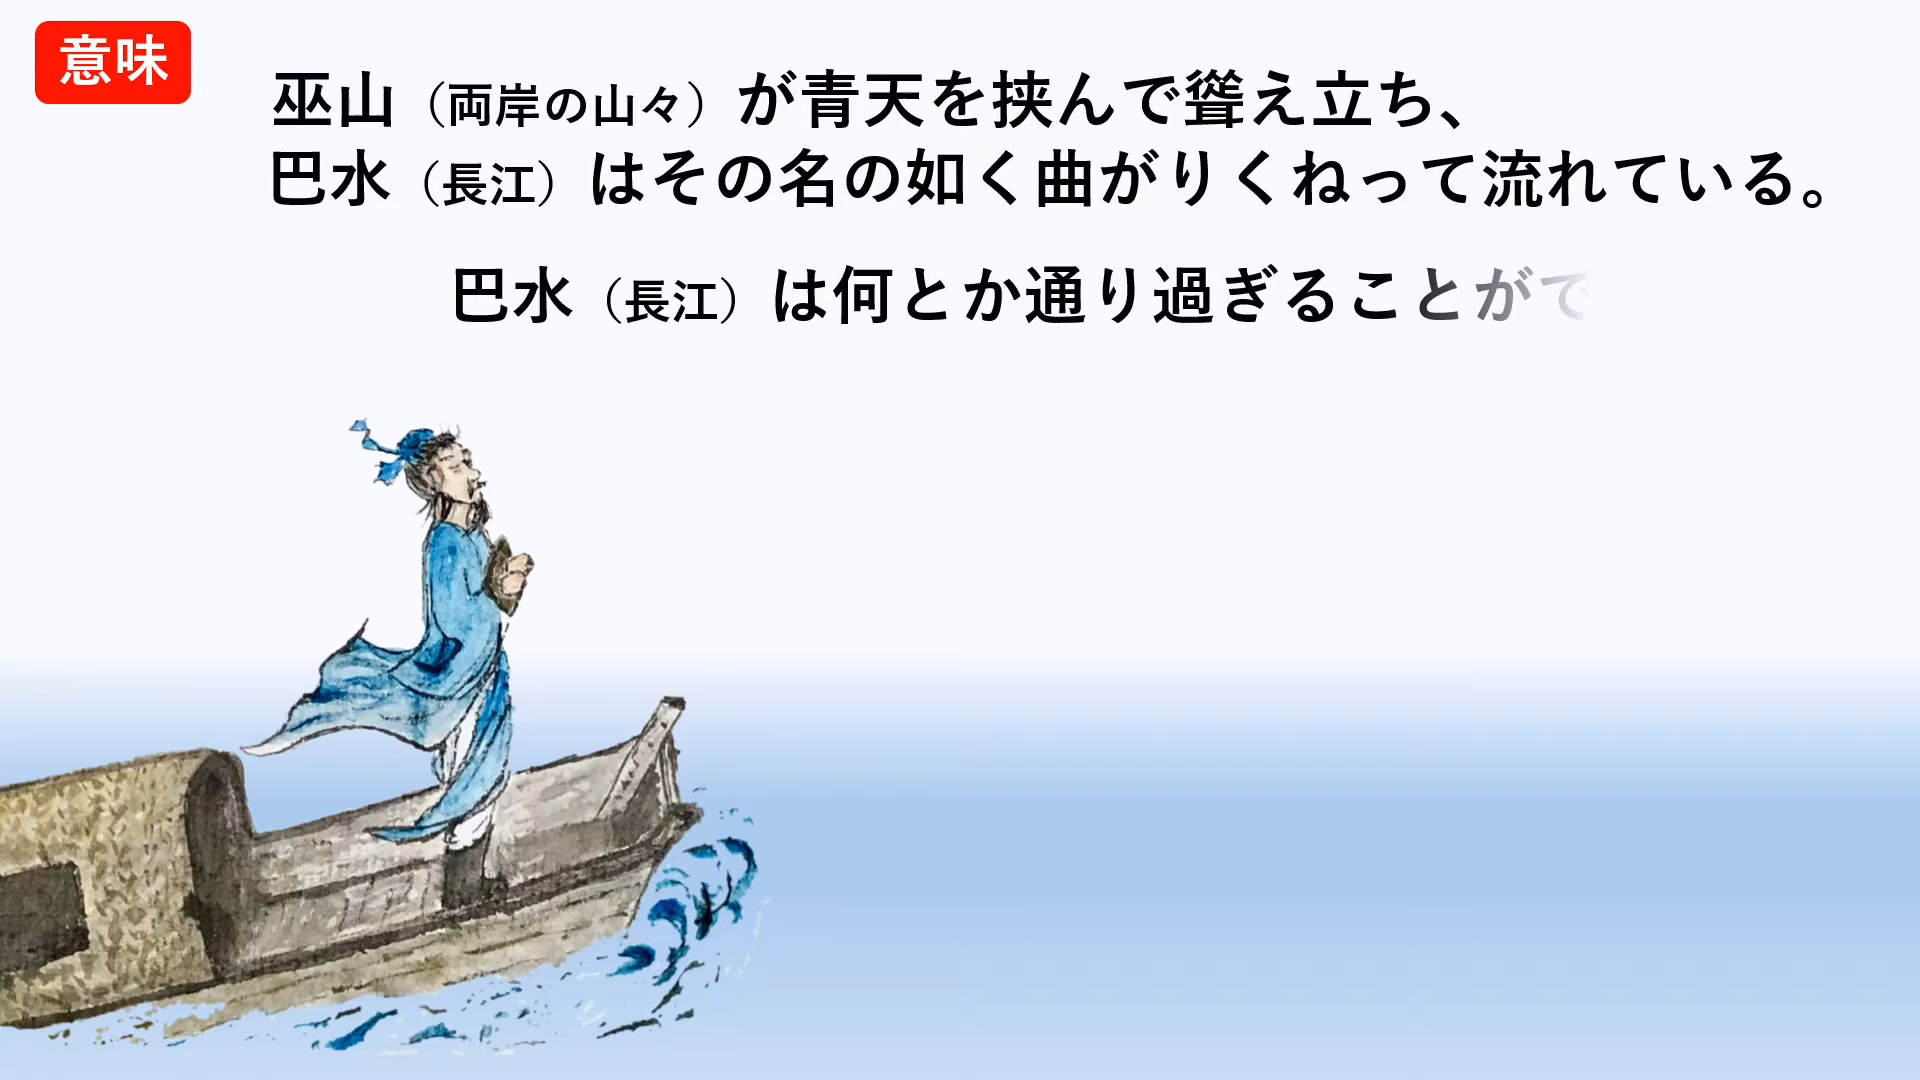 意味
巫山（両岸の山々）が青天を挟んで聳え立ち、
巴水（長江）はその名の如く曲がりくねって流れている。
巴水（長江）は何とか通り過ぎることがで